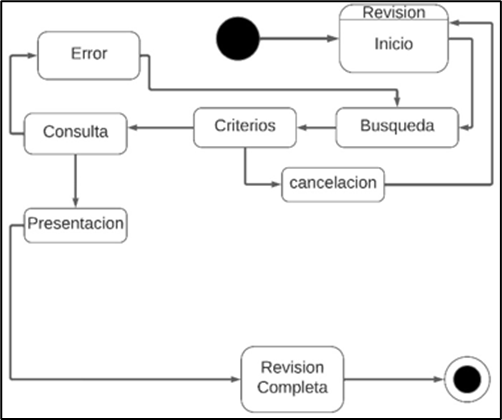 Revision
Inicio
Error
Consulta
Criterios
Busqueda
cancelacion
Presentacion
Revision
Completa